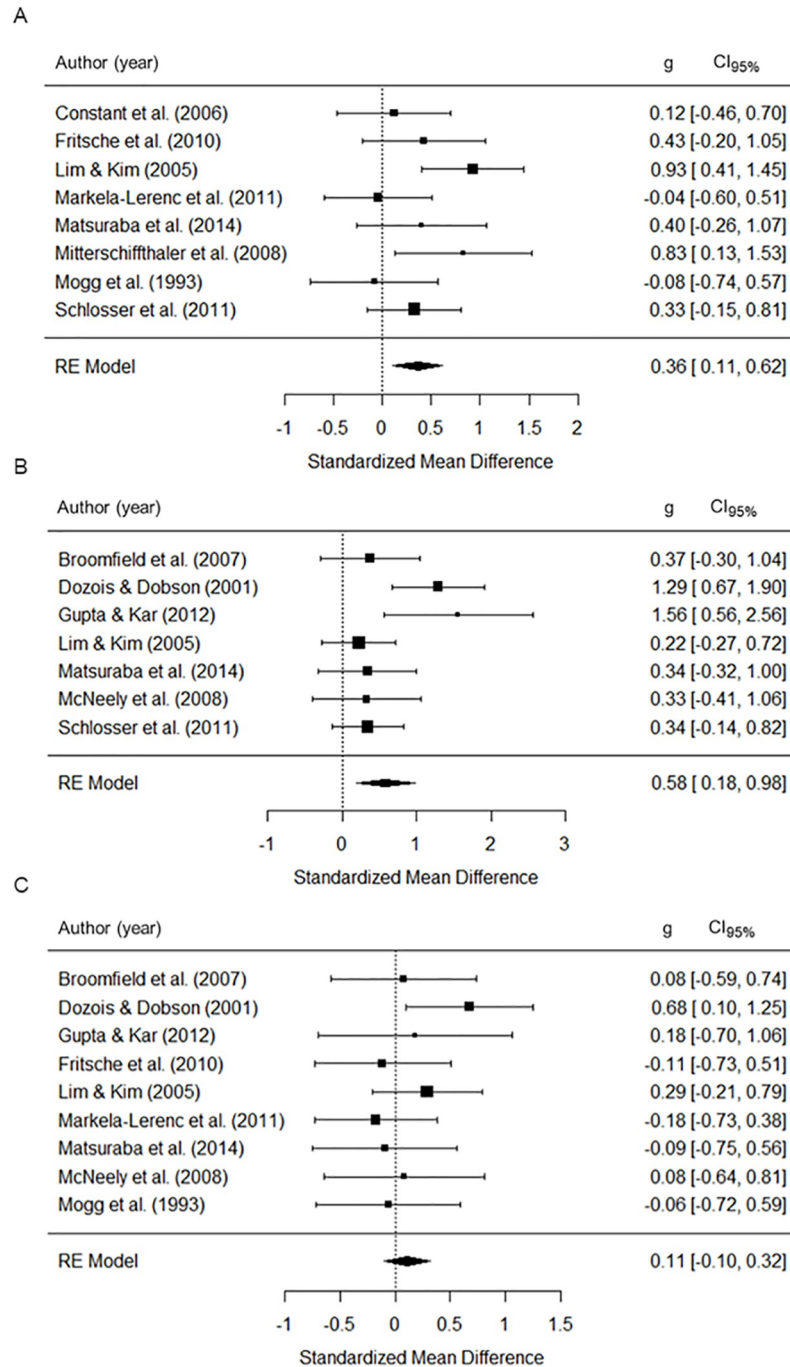 A
Author (year) g CI95%
Constant et al. (2006) 0.12 [-0.46, 0.70]
Fritsche et al. (2010) 0.43 [-0.20, 1.05]
Lim & Kim (2005) 0.93 [ 0.41, 1.45]
Markela-Lerenc et al. (2011) -0.04 [-0.60, 0.51]
Matsuraba et al. (2014) 0.40 [-0.26, 1.07]
Mitterschiffthaler et al. (2008) 0.83 [ 0.13, 1.53]
Mogg et al. (1993) -0.08 [-0.74, 0.57]
Schlosser et al. (2011) 0.33 [-0.15, 0.81]
RE Model 0.36 [ 0.11, 0.62]
-1 -0.5 0 0.5 1 1.5 2
Standardized Mean Difference
B
Author (year) g CI95%
Broomfield et al. (2007) 0.37 [-0.30, 1.04]
Dozois & Dobson (2001) 1.29 [ 0.67, 1.90]
Gupta & Kar (2012) 1.56 [ 0.56, 2.56]
Lim & Kim (2005) 0.22 [-0.27, 0.72]
Matsuraba et al. (2014) 0.34 [-0.32, 1.00]
McNeely et al. (2008) 0.33 [-0.41, 1.06]
Schlosser et al. (2011) 0.34 [-0.14, 0.82]
RE Model 0.58 [ 0.18, 0.98]
-1 0 1 2 3
Standardized Mean Difference
C
Author (year) g CI95%
Broomfield et al. (2007) 0.08 [-0.59, 0.74]
Dozois & Dobson (2001) 0.68 [ 0.10, 1.25]
Gupta & Kar (2012) 0.18 [-0.70, 1.06]
Fritsche et al. (2010) -0.11 [-0.73, 0.51]
Lim & Kim (2005) 0.29 [-0.21, 0.79]
Markela-Lerenc et al. (2011) -0.18 [-0.73, 0.38]
Matsuraba et al. (2014) -0.09 [-0.75, 0.56]
McNeely et al. (2008) 0.08 [-0.64, 0.81]
Mogg et al. (1993) -0.06 [-0.72, 0.59]
RE Model 0.11 [-0.10, 0.32]
-1 -0.5 0 0.5 1 1.5
Standardized Mean Difference